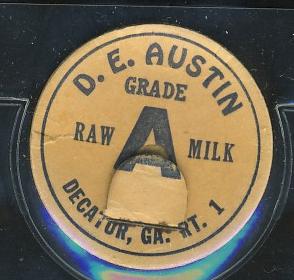 D. E. AUSTIN
GRADE
A
RAW MILK
DECATUR, GA. RT. 1